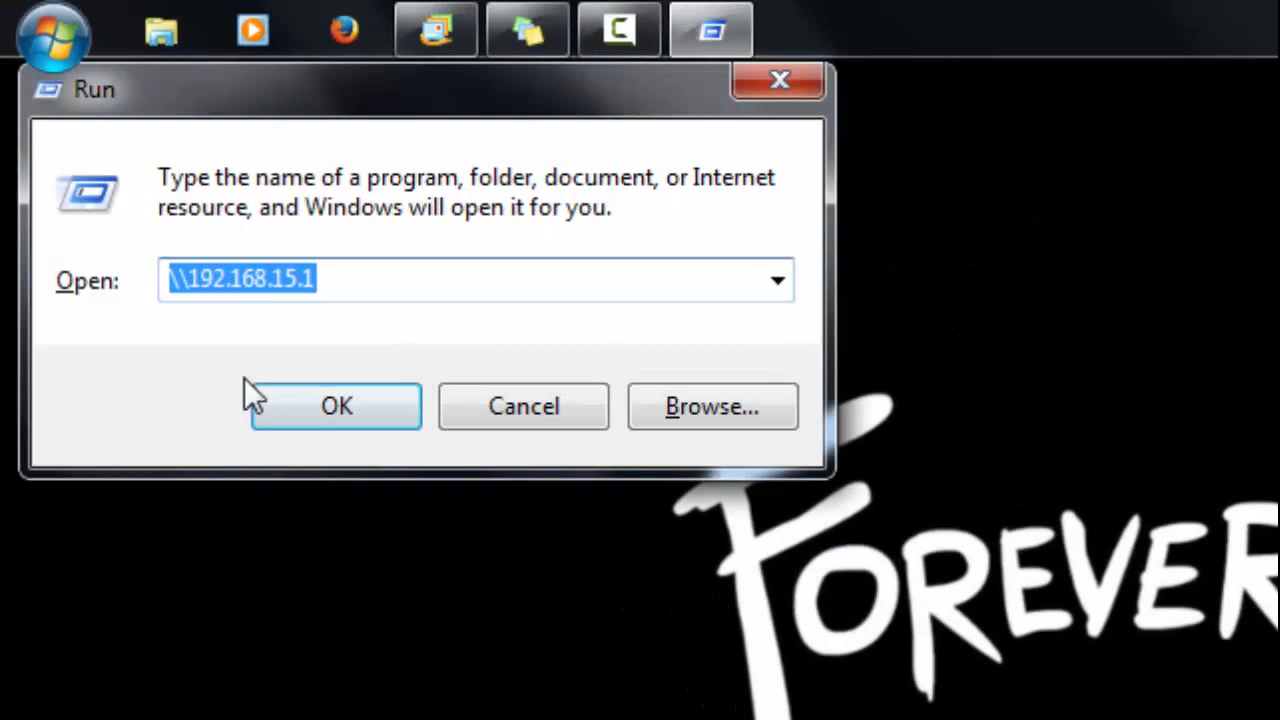 Run
Type the name of a program, folder, document, or Internet
resource, and Windows will open it for you.
Open: \\192.168.15.1
OK Cancel Browse...
FOREVER